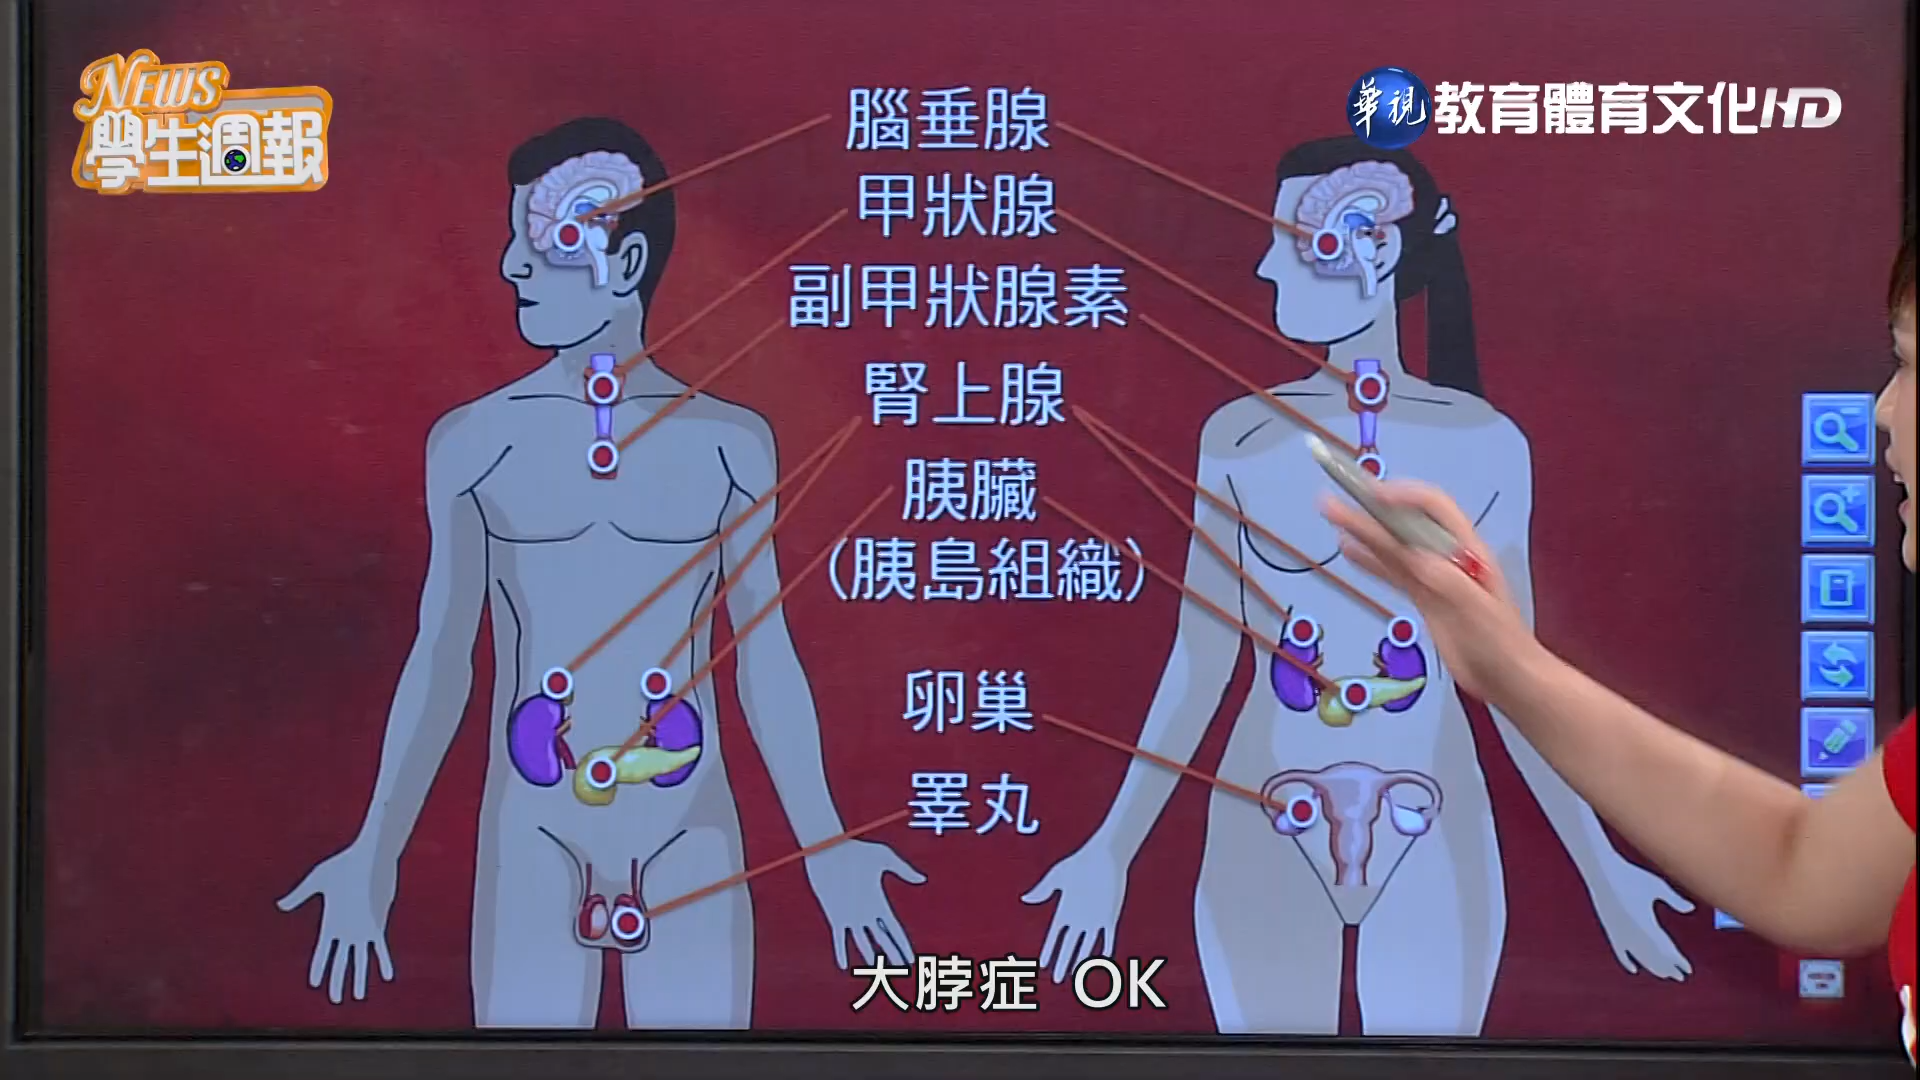 NEWS
學生週報
華視 教育體育文化HD
腦垂腺
甲狀腺
副甲狀腺素
腎上腺
胰臟
(胰島組織)
卵巢
睪丸
大脖症 OK